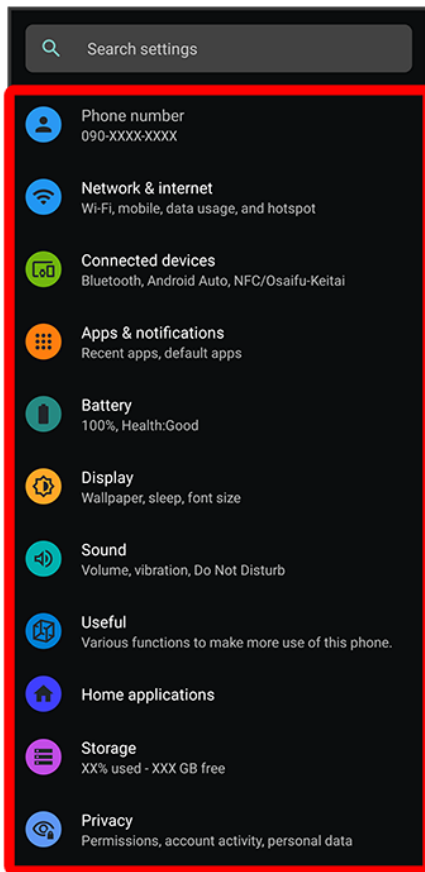 Search settings
Phone number
090-XXXX-XXXX
Network & internet
Wi-Fi, mobile, data usage, and hotspot
Connected devices
Bluetooth, Android Auto, NFC/Osaifu-Keitai
Apps & notifications
Recent apps, default apps
Battery
100%, Health:Good
Display
Wallpaper, sleep, font size
Sound
Volume, vibration, Do Not Disturb
Useful
Various functions to make more use of this phone.
Home applications
Storage
XX% used - XXX GB free
Privacy
Permissions, account activity, personal data